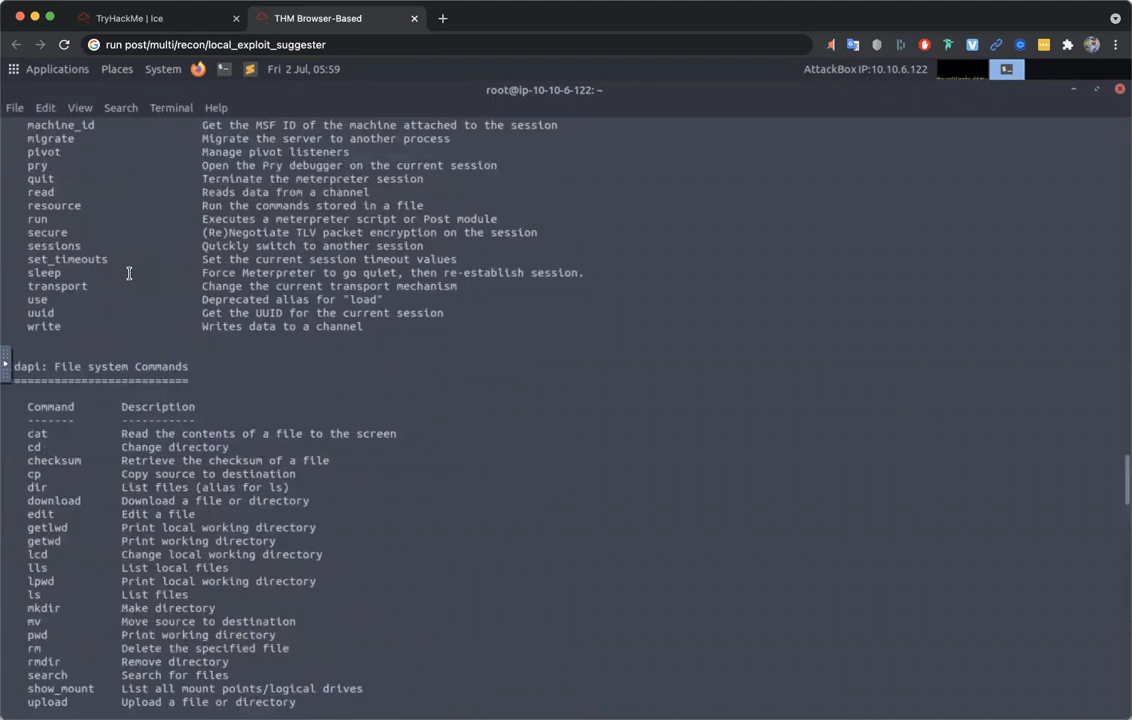 TryHackMe | Ice
THM Browser-Based
run post/multi/recon/local_exploit_suggester
Applications Places System Fri 2 Jul, 05:59 AttackBox IP:10.10.6.122
root@ip-10-10-6-122: ~
File Edit View Search Terminal Help
machine_id Get the MSF ID of the machine attached to the session
migrate Migrate the server to another process
pivot Manage pivot listeners
pry Open the Pry debugger on the current session
quit Terminate the meterpreter session
read Reads data from a channel
resource Run the commands stored in a file
run Executes a meterpreter script or Post module
secure (Re)Negotiate TLV packet encryption on the session
sessions Quickly switch to another session
set_timeouts Set the current session timeout values
sleep Force Meterpreter to go quiet, then re-establish session.
transport Change the current transport mechanism
use Deprecated alias for "load"
uuid Get the UUID for the current session
write Writes data to a channel
dapi: File system Commands
==========================
Command Description
------- -----------
cat Read the contents of a file to the screen
cd Change directory
checksum Retrieve the checksum of a file
cp Copy source to destination
dir List files (alias for ls)
download Download a file or directory
edit Edit a file
getlwd Print local working directory
getwd Print working directory
lcd Change local working directory
lls List local files
lpwd Print local working directory
ls List files
mkdir Make directory
mv Move source to destination
pwd Print working directory
rm Delete the specified file
rmdir Remove directory
search Search for files
show_mount List all mount points/logical drives
upload Upload a file or directory